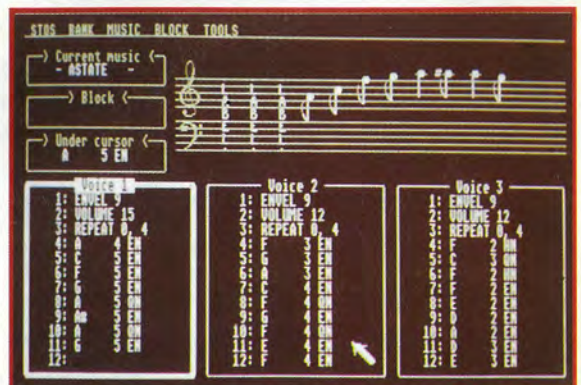 STOS BANK MUSIC BLOCK TOOLS
-> Current music <-
- ASTATE -
-> Block <-
-> Under cursor <-
A 5 EN
Voice 1
1: ENVEL 9
2: VOLUME 15
3: REPEAT 0, 4
4: A 4 EN
5: C 5 EN
6: F 5 EN
7: G 5 EN
8: A 5 QN
9: A# 5 EN
10: A 5 QN
11: G 5 EN
12:
Voice 2
1: ENVEL 9
2: VOLUME 12
3: REPEAT 0, 4
4: F 3 EN
5: G 3 EN
6: A 3 EN
7: C 4 EN
8: F 4 QN
9: G 4 EN
10: F 4 QN
11: E 4 EN
12: F 4 EN
Voice 3
1: ENVEL 9
2: VOLUME 12
3: REPEAT 0, 4
4: F 2 WN
5: C 3 QN
6: F 2 WN
7: F 2 EN
8: E 2 EN
9: D 2 EN
10: A 2 EN
11: D 3 EN
12: E 3 EN